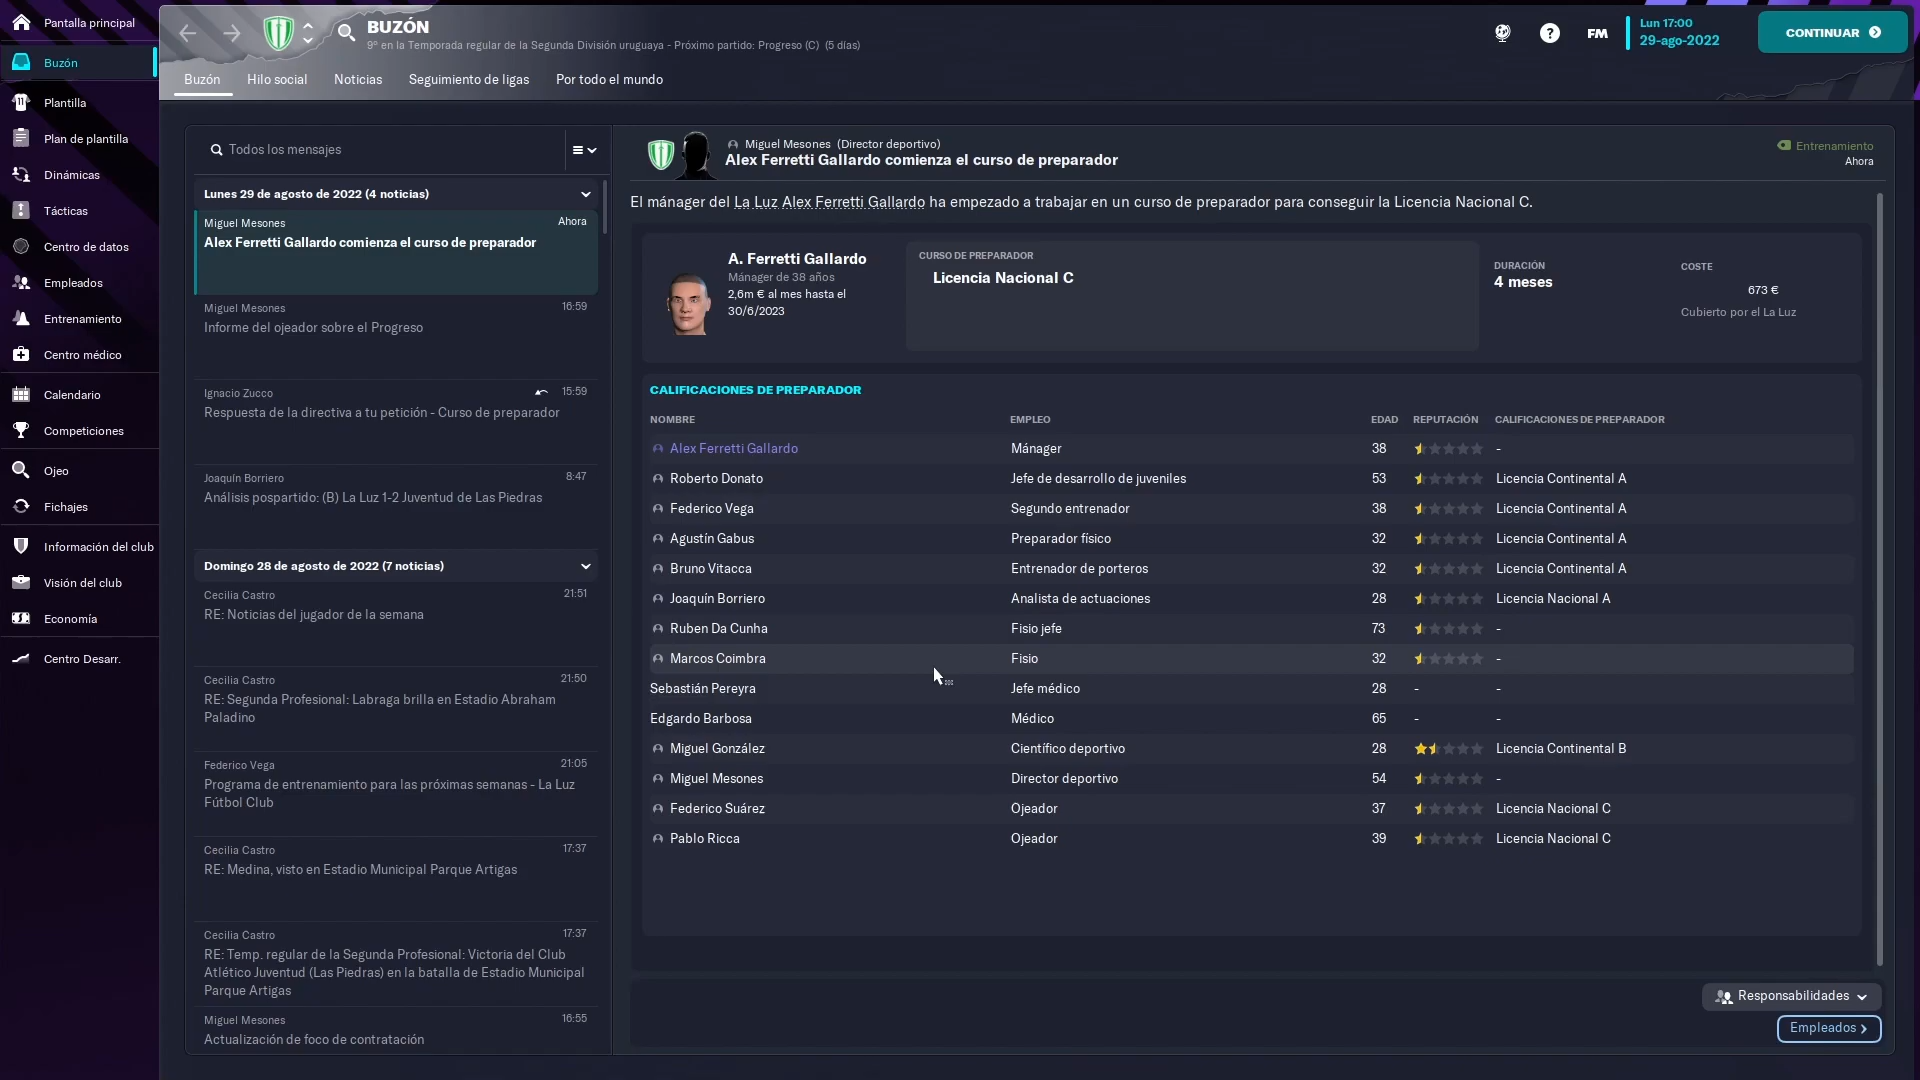 Pantalla principal
Buzón
Plantilla
Plan de plantilla
Dinámicas
Tácticas
Centro de datos
Empleados
Entrenamiento
Centro médico
Calendario
Competiciones
Ojeo
Fichajes
Información del club
Visión del club
Economía
Centro Desarr.
BUZÓN
9º en la Temporada regular de la Segunda División uruguaya - Próximo partido: Progreso (C) (5 días)
FM
Lun 17:00
29-ago-2022
CONTINUAR
Buzón Hilo social Noticias Seguimiento de ligas Por todo el mundo
Todos los mensajes
Lunes 29 de agosto de 2022 (4 noticias)
Miguel Mesones Ahora
Alex Ferretti Gallardo comienza el curso de preparador
Miguel Mesones 16:59
Informe del ojeador sobre el Progreso
Ignacio Zucco 15:59
Respuesta de la directiva a tu petición - Curso de preparador
Joaquín Borriero 8:47
Análisis pospartido: (B) La Luz 1-2 Juventud de Las Piedras
Domingo 28 de agosto de 2022 (7 noticias)
Cecilia Castro 21:51
RE: Noticias del jugador de la semana
Cecilia Castro 21:50
RE: Segunda Profesional: Labraga brilla en Estadio Abraham
Paladino
Federico Vega 21:05
Programa de entrenamiento para las próximas semanas - La Luz
Fútbol Club
Cecilia Castro 17:37
RE: Medina, visto en Estadio Municipal Parque Artigas
Cecilia Castro 17:37
RE: Temp. regular de la Segunda Profesional: Victoria del Club
Atlético Juventud (Las Piedras) en la batalla de Estadio Municipal
Parque Artigas
Miguel Mesones 16:55
Actualización de foco de contratación
Miguel Mesones (Director deportivo)
Alex Ferretti Gallardo comienza el curso de preparador
Entrenamiento
Ahora
El mánager del La Luz Alex Ferretti Gallardo ha empezado a trabajar en un curso de preparador para conseguir la Licencia Nacional C.
A. Ferretti Gallardo
Mánager de 38 años
2,6m € al mes hasta el
30/6/2023
CURSO DE PREPARADOR
Licencia Nacional C
DURACIÓN
4 meses
COSTE
673 €
Cubierto por el La Luz
CALIFICACIONES DE PREPARADOR
NOMBRE EMPLEO EDAD REPUTACIÓN CALIFICACIONES DE PREPARADOR
Alex Ferretti Gallardo Mánager 38 -
Roberto Donato Jefe de desarrollo de juveniles 53 Licencia Continental A
Federico Vega Segundo entrenador 38 Licencia Continental A
Agustín Gabus Preparador físico 32 Licencia Continental A
Bruno Vitacca Entrenador de porteros 32 Licencia Continental A
Joaquín Borriero Analista de actuaciones 28 Licencia Nacional A
Ruben Da Cunha Fisio jefe 73 -
Marcos Coimbra Fisio 32 -
Sebastián Pereyra Jefe médico 28 - -
Edgardo Barbosa Médico 65 - -
Miguel González Científico deportivo 28 Licencia Continental B
Miguel Mesones Director deportivo 54 -
Federico Suárez Ojeador 37 Licencia Nacional C
Pablo Ricca Ojeador 39 Licencia Nacional C
Responsabilidades
Empleados